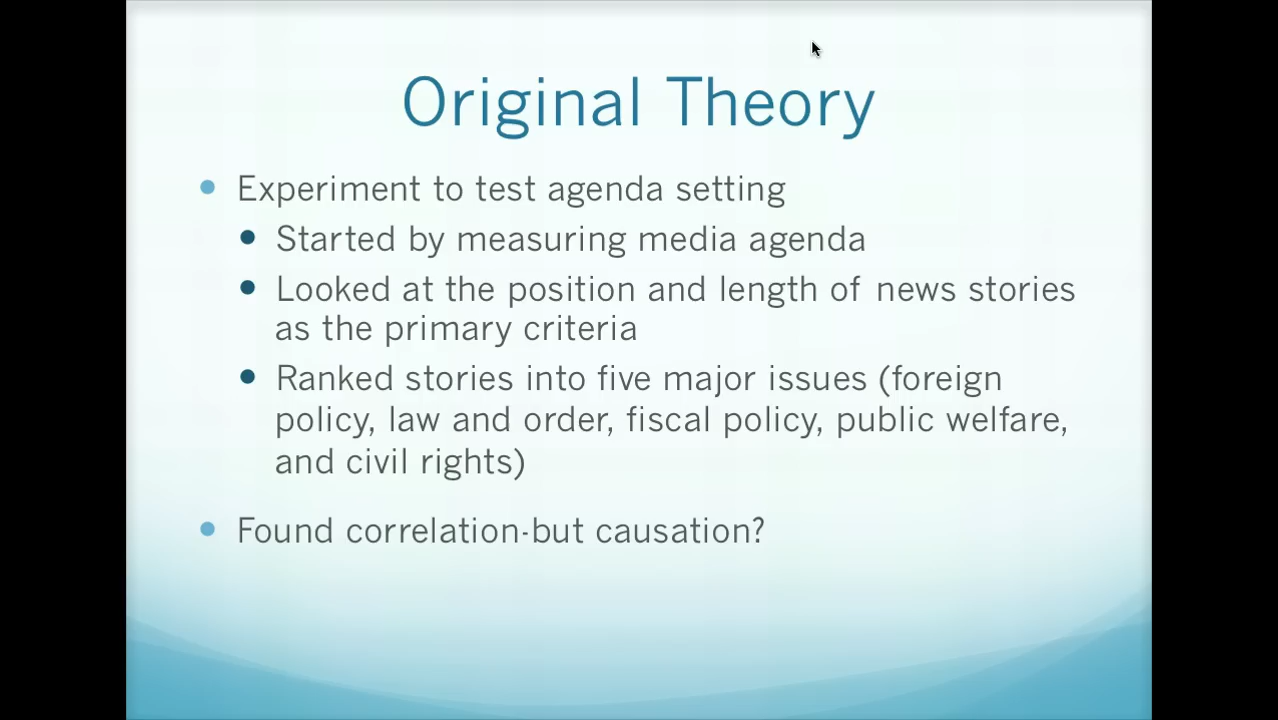 Original Theory
Experiment to test agenda setting
Started by measuring media agenda
Looked at the position and length of news stories
as the primary criteria
Ranked stories into five major issues (foreign
policy, law and order, fiscal policy, public welfare,
and civil rights)
Found correlation-but causation?